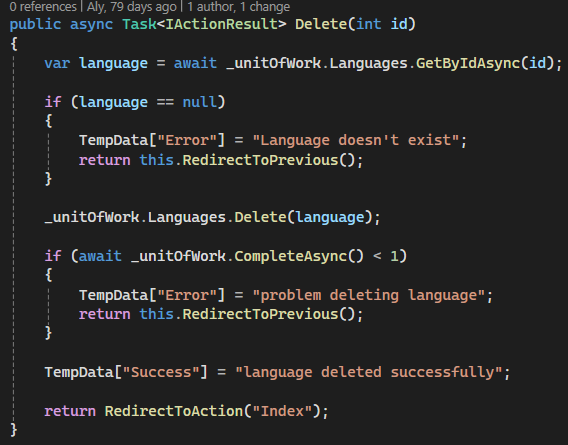 0 references | Aly, 79 days ago | 1 author, 1 change
public async Task<IActionResult> Delete(int id)
{
    var language = await _unitOfWork.Languages.GetByIdAsync(id);

    if (language == null)
    {
        TempData["Error"] = "Language doesn't exist";
        return this.RedirectToPrevious();
    }

    _unitOfWork.Languages.Delete(language);

    if (await _unitOfWork.CompleteAsync() < 1)
    {
        TempData["Error"] = "problem deleting language";
        return this.RedirectToPrevious();
    }

    TempData["Success"] = "language deleted successfully";

    return RedirectToAction("Index");
}